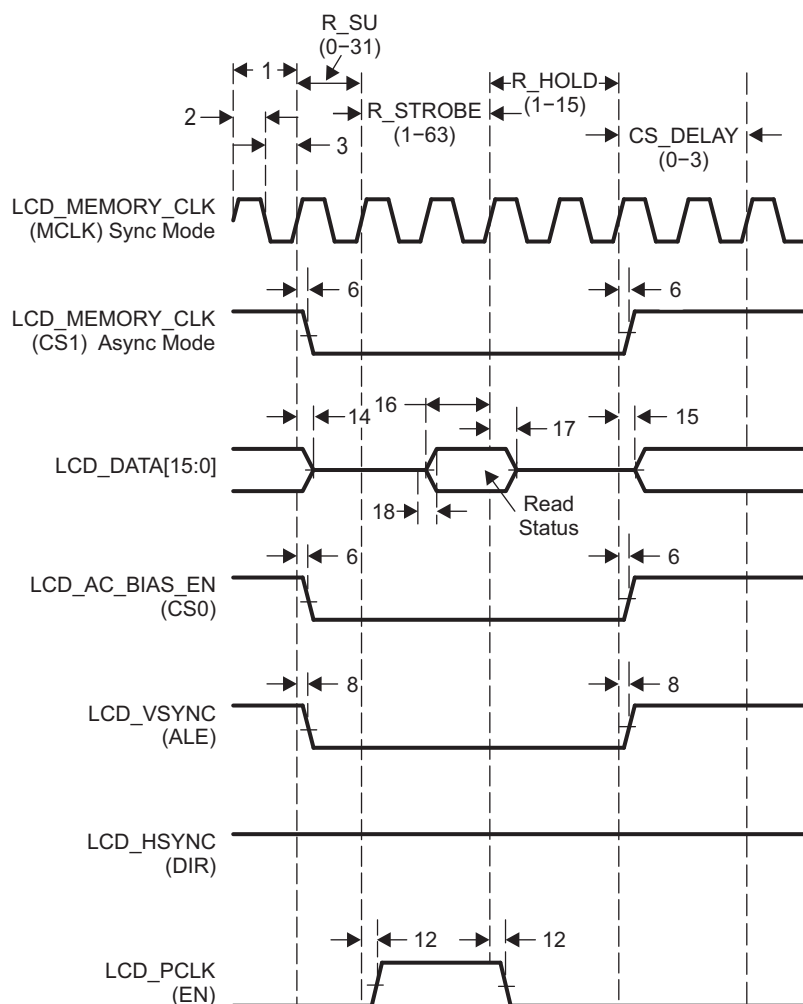 R_SU
(0−31)
1
R_HOLD
(1−15)
2
R_STROBE
(1−63)
3
CS_DELAY
(0−3)
LCD_MEMORY_CLK
(MCLK) Sync Mode
6
6
LCD_MEMORY_CLK
(CS1) Async Mode
16
14
17
15
LCD_DATA[15:0]
18
Read
Status
6
6
LCD_AC_BIAS_EN
(CS0)
8
8
LCD_VSYNC
(ALE)
LCD_HSYNC
(DIR)
12
12
LCD_PCLK
(EN)